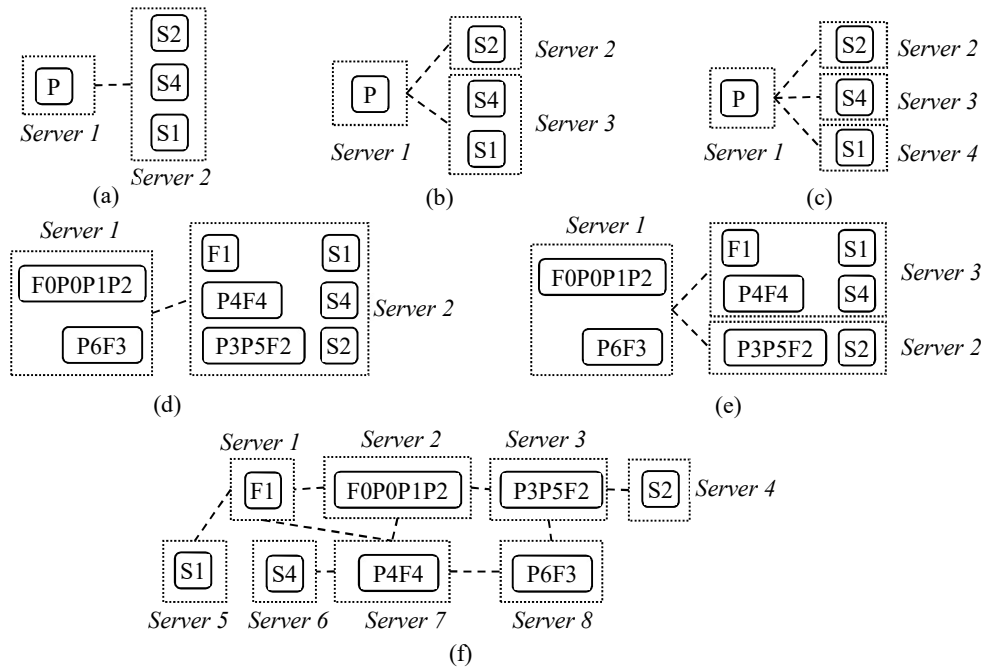 S2
P
S4
Server 1
S1
Server 2
(a)
S2
Server 2
P
S4
Server 3
Server 1
S1
(b)
S2
Server 2
P
S4
Server 3
Server 1
S1
Server 4
(c)
Server 1
F1
S1
F0P0P1P2
P4F4
S4
Server 2
P6F3
P3P5F2
S2
(d)
Server 1
F1
S1
F0P0P1P2
Server 3
P4F4
S4
P6F3
P3P5F2
S2
Server 2
(e)
Server 1
Server 2
Server 3
F1
F0P0P1P2
P3P5F2
S2
Server 4
S1
S4
P4F4
P6F3
Server 5
Server 6
Server 7
Server 8
(f)